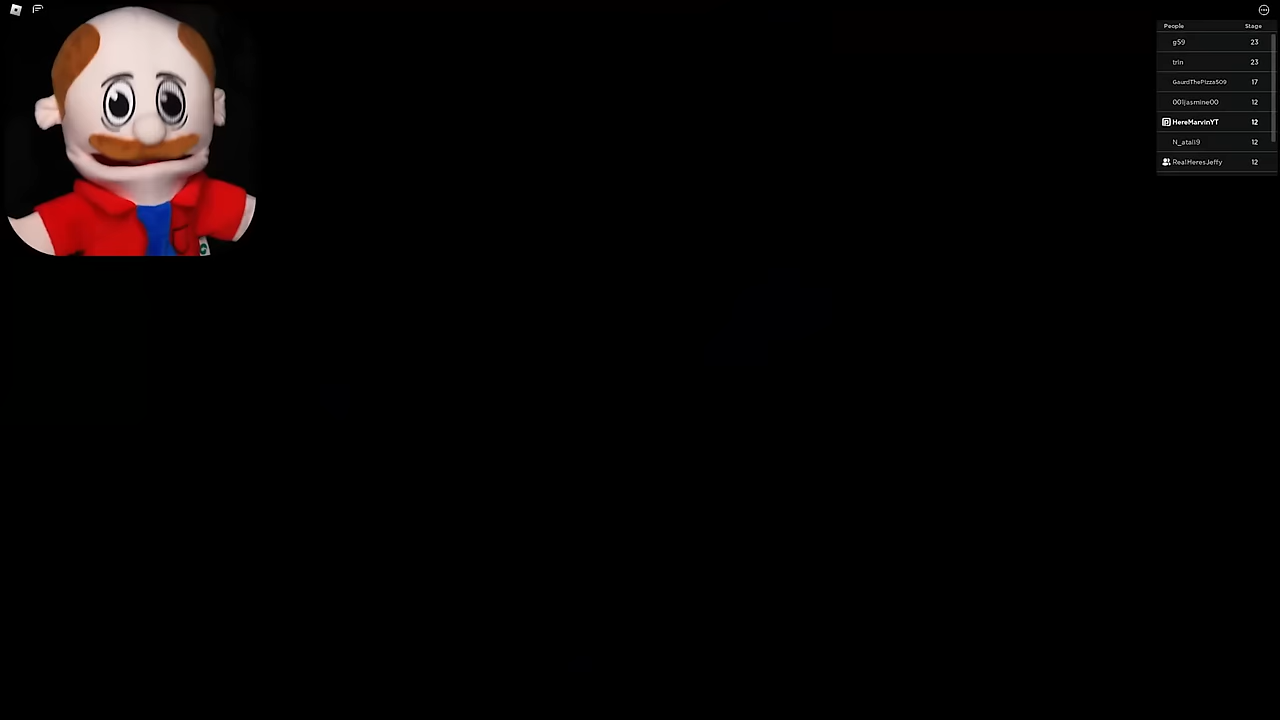 People Stage
g59 23
trin 23
GaurdThePizza509 17
00ljasmine00 12
HereMarvinYT 12
N_atali9 12
RealHeresJeffy 12